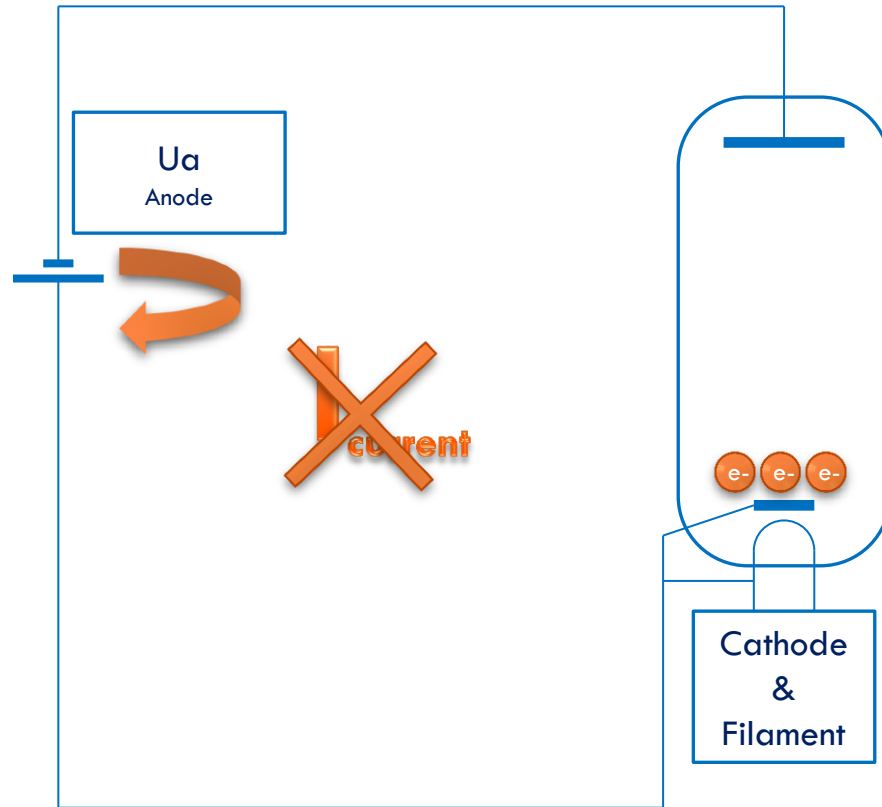 Ua
Anode
I
current
e- e- e-
Cathode
&
Filament